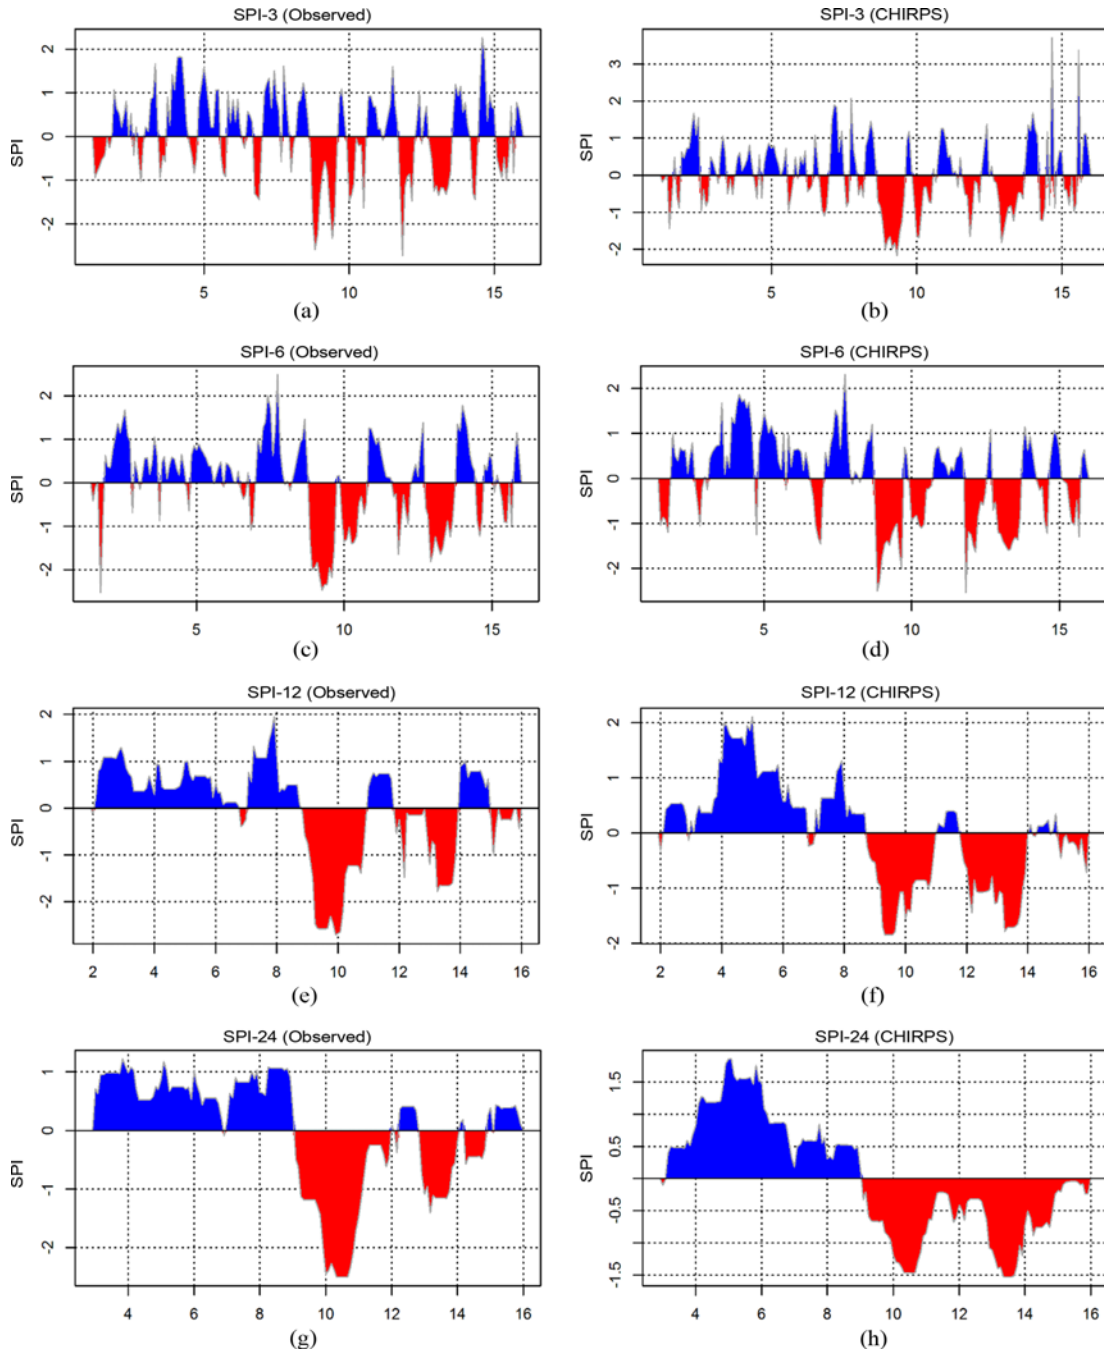 SPI-3 (Observed)
SPI-3 (CHIRPS)
SPI
2
1
0
-1
-2
5
10
15
SPI
3
2
1
0
-1
-2
5
10
15
(a)
(b)
SPI-6 (Observed)
SPI-6 (CHIRPS)
SPI
2
1
0
-1
-2
5
10
15
SPI
2
1
0
-1
-2
5
10
15
(c)
(d)
SPI-12 (Observed)
SPI-12 (CHIRPS)
SPI
2
1
0
-1
-2
2 4 6 8 10 12 14 16
SPI
2
1
0
-1
-2
2 4 6 8 10 12 14 16
(e)
(f)
SPI-24 (Observed)
SPI-24 (CHIRPS)
SPI
1
0
-1
-2
4 6 8 10 12 14 16
SPI
1.5
0.5
-0.5
-1.5
4 6 8 10 12 14 16
(g)
(h)